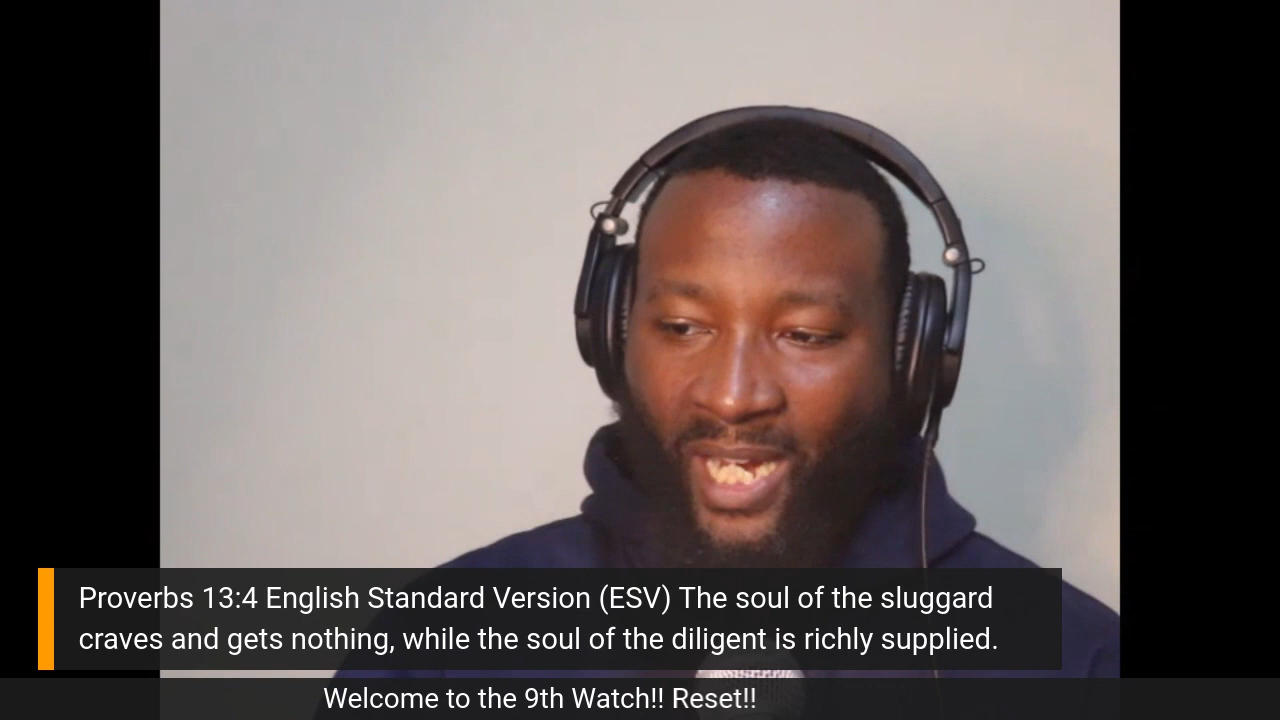 Proverbs 13:4 English Standard Version (ESV) The soul of the sluggard
craves and gets nothing, while the soul of the diligent is richly supplied.
Welcome to the 9th Watch!! Reset!!